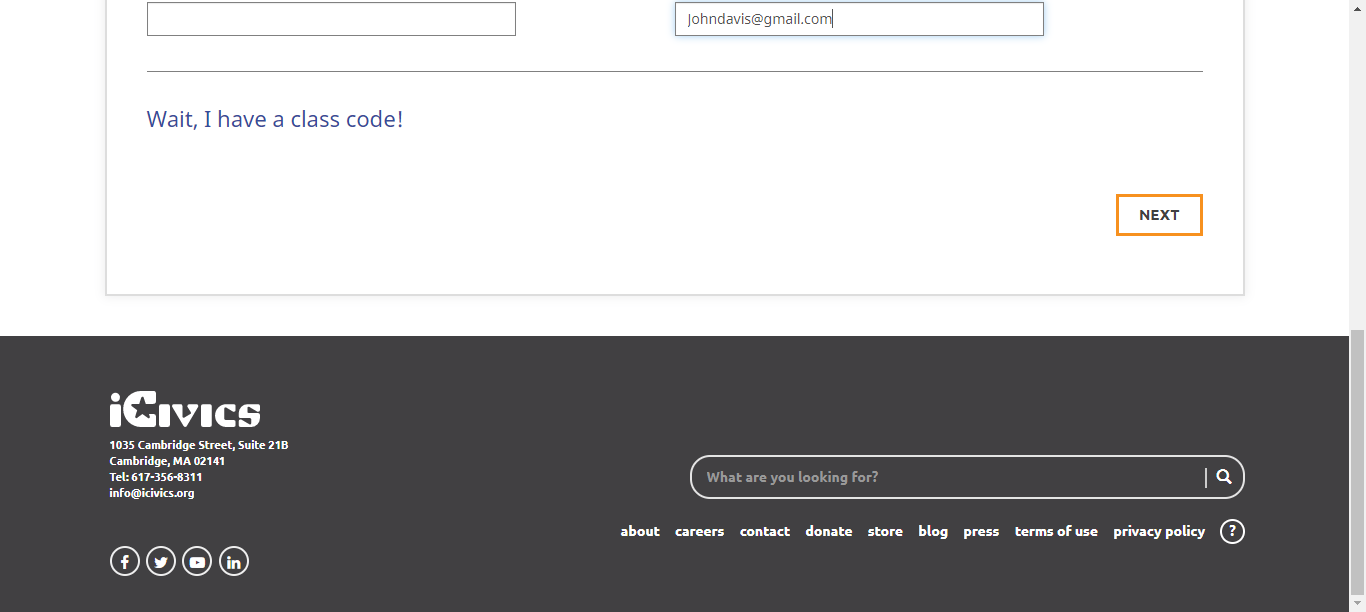 Johndavis@gmail.com
Wait, I have a class code!
NEXT
iCivics
1035 Cambridge Street, Suite 21B
Cambridge, MA 02141
Tel: 617-356-8311
info@icivics.org
What are you looking for?
about careers contact donate store blog press terms of use privacy policy ?